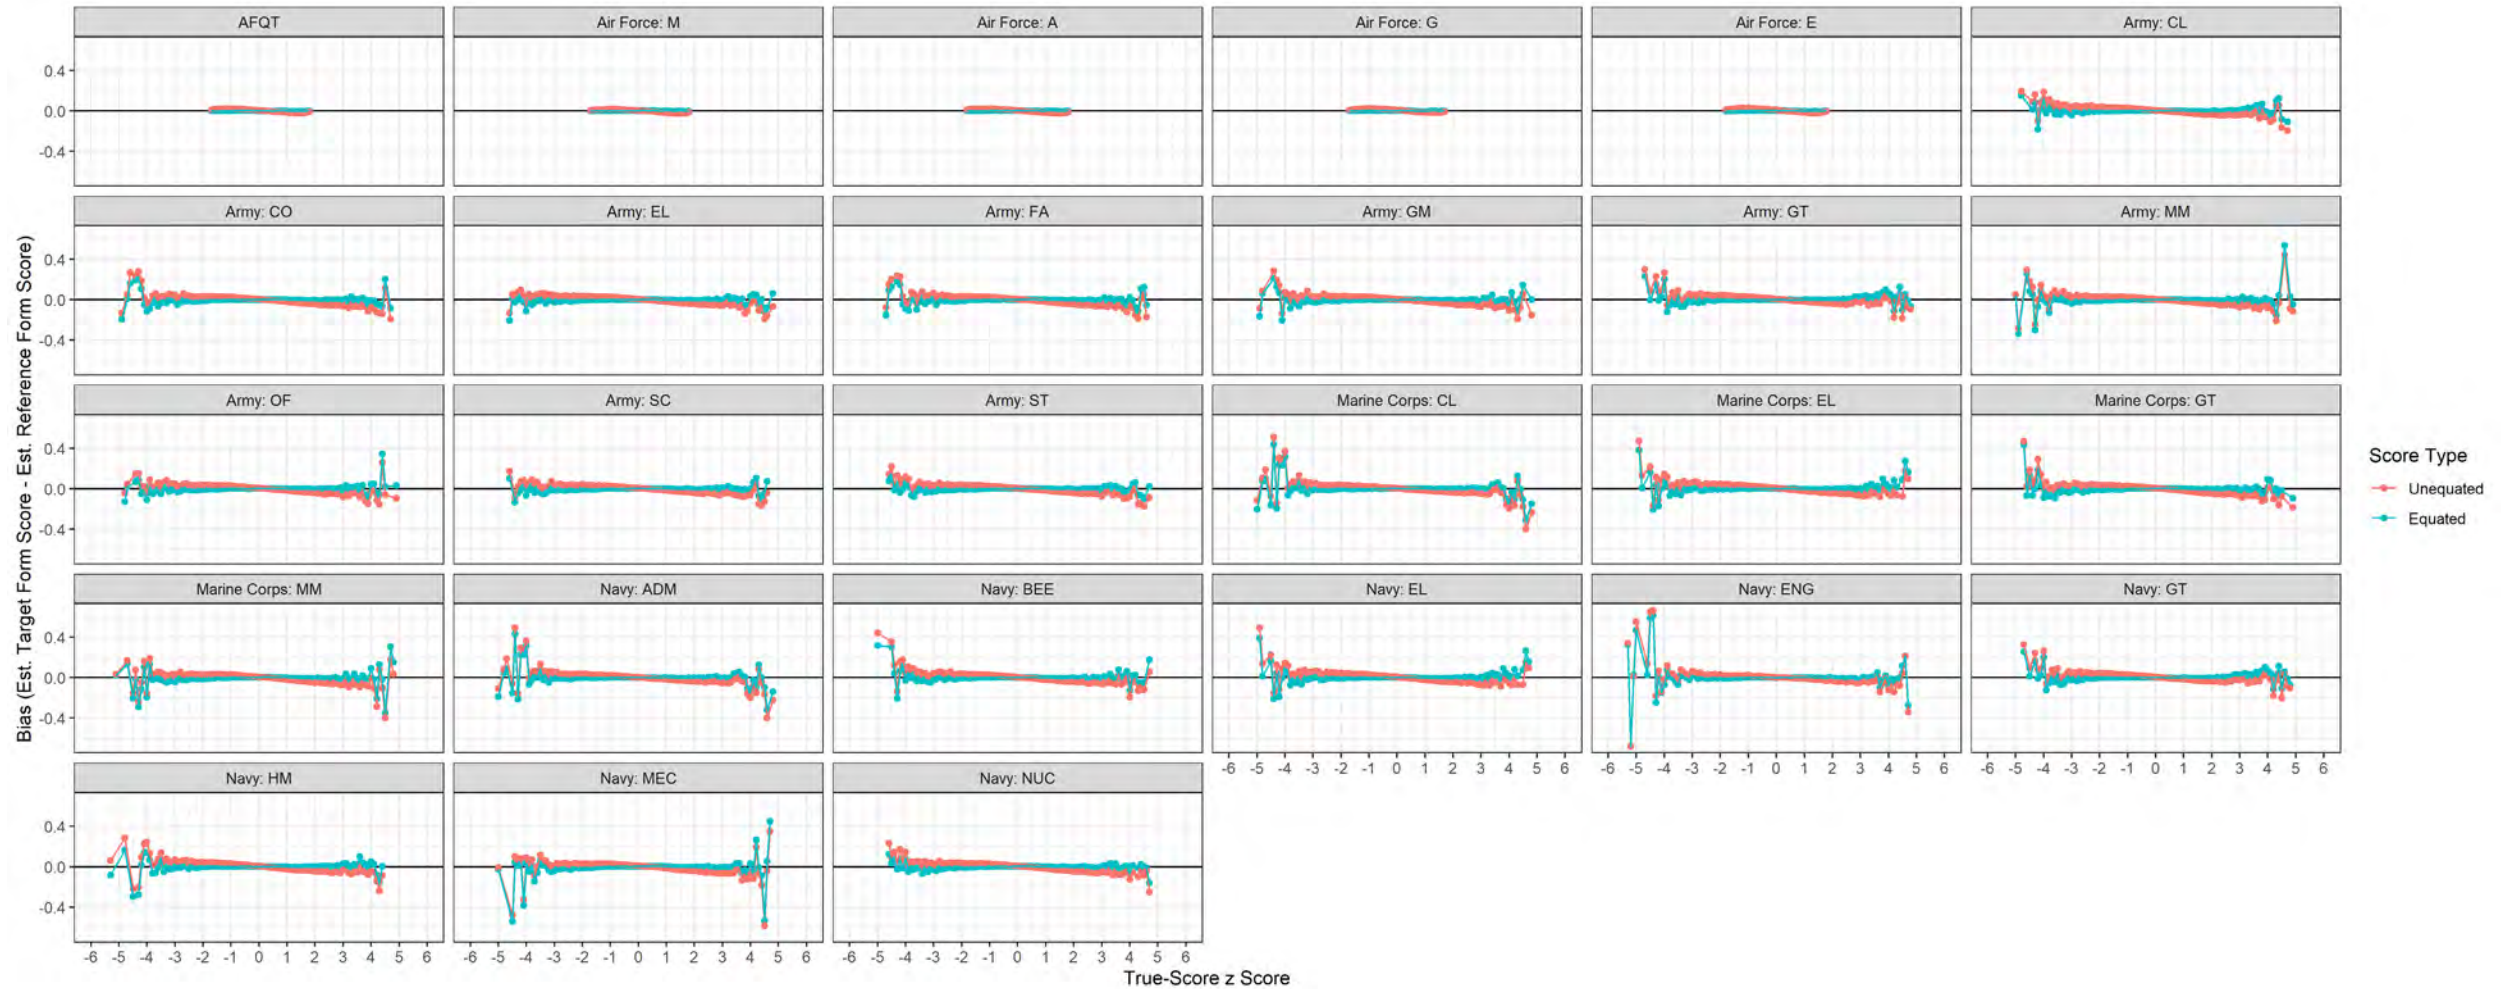 AFQT Air Force: M Air Force: A Air Force: G Air Force: E Army: CL
0.4
0.0
-0.4
Army: CO Army: EL Army: FA Army: GM Army: GT Army: MM
0.4
0.0
-0.4
Army: OF Army: SC Army: ST Marine Corps: CL Marine Corps: EL Marine Corps: GT
0.4
0.0
-0.4
Marine Corps: MM Navy: ADM Navy: BEE Navy: EL Navy: ENG Navy: GT
0.4
0.0
-0.4
-6 -5 -4 -3 -2 -1 0 1 2 3 4 5 6 -6 -5 -4 -3 -2 -1 0 1 2 3 4 5 6 -6 -5 -4 -3 -2 -1 0 1 2 3 4 5 6
Navy: HM Navy: MEC Navy: NUC
0.4
0.0
-0.4
-6 -5 -4 -3 -2 -1 0 1 2 3 4 5 6 -6 -5 -4 -3 -2 -1 0 1 2 3 4 5 6 -6 -5 -4 -3 -2 -1 0 1 2 3 4 5 6
True-Score z Score
Bias (Est. Target Form Score - Est. Reference Form Score)
Score Type
Unequated
Equated